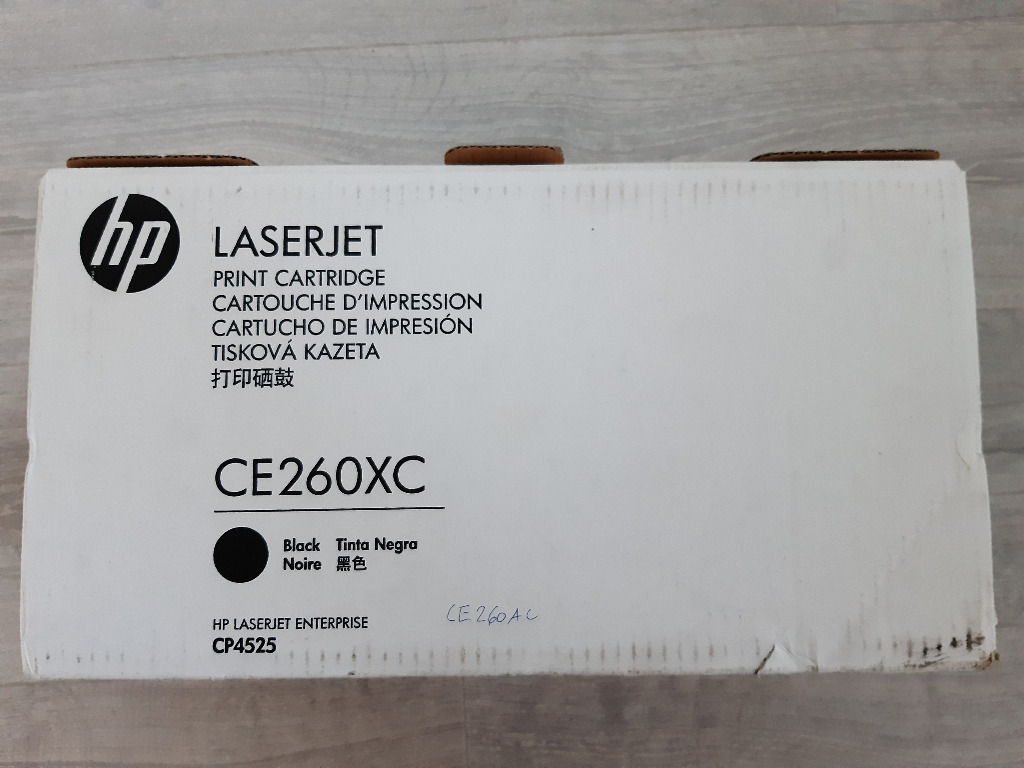 hp
LASERJET
PRINT CARTRIDGE
CARTOUCHE D'IMPRESSION
CARTUCHO DE IMPRESIÓN
TISKOVÁ KAZETA
打印硒鼓
CE260XC
Black Tinta Negra
Noire 黑色
CE260AC
HP LASERJET ENTERPRISE
CP4525